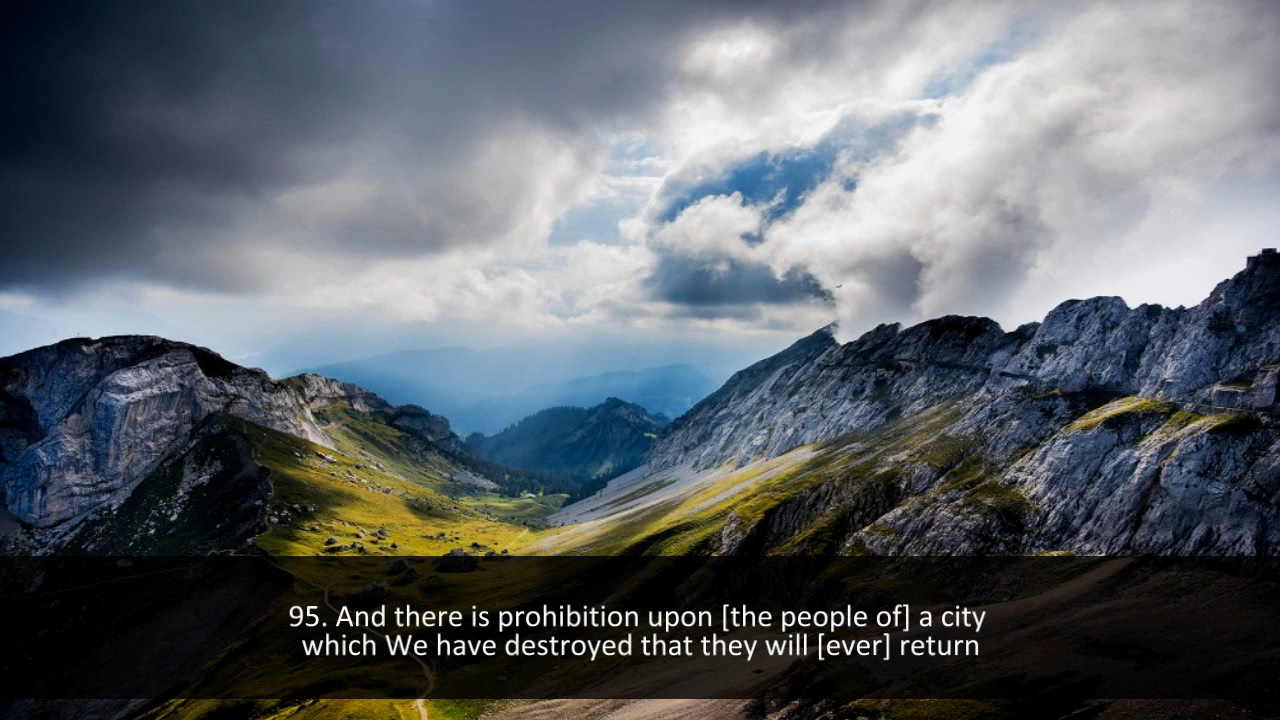 95. And there is prohibition upon [the people of] a city
which We have destroyed that they will [ever] return